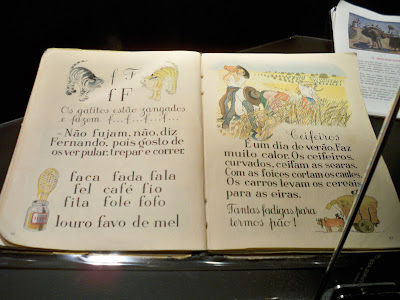 f F
f F
Os gatitos estão zangados
e fazem f... f... f... f...
– Não fujam, não, diz
Fernando, pois gosto de
os ver pular, trepar e correr.
faca fada fala
fel café fio
fita fole fofo
louro favo de mel
Ceifeiros
É um dia de verão. Faz
muito calor. Os ceifeiros,
curvados, ceifam as searas.
Com as foices cortam os caules.
Os carros levam os cereais
para as eiras.
Tantas fadigas para
termos pão!